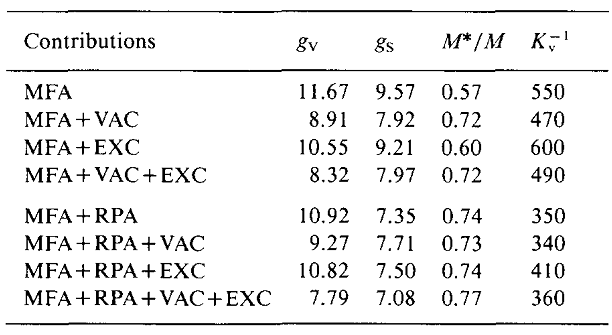 Contributions g_V g_S M*/M K_v^-1
MFA 11.67 9.57 0.57 550
MFA+VAC 8.91 7.92 0.72 470
MFA+EXC 10.55 9.21 0.60 600
MFA+VAC+EXC 8.32 7.97 0.72 490
MFA+RPA 10.92 7.35 0.74 350
MFA+RPA+VAC 9.27 7.71 0.73 340
MFA+RPA+EXC 10.82 7.50 0.74 410
MFA+RPA+VAC+EXC 7.79 7.08 0.77 360